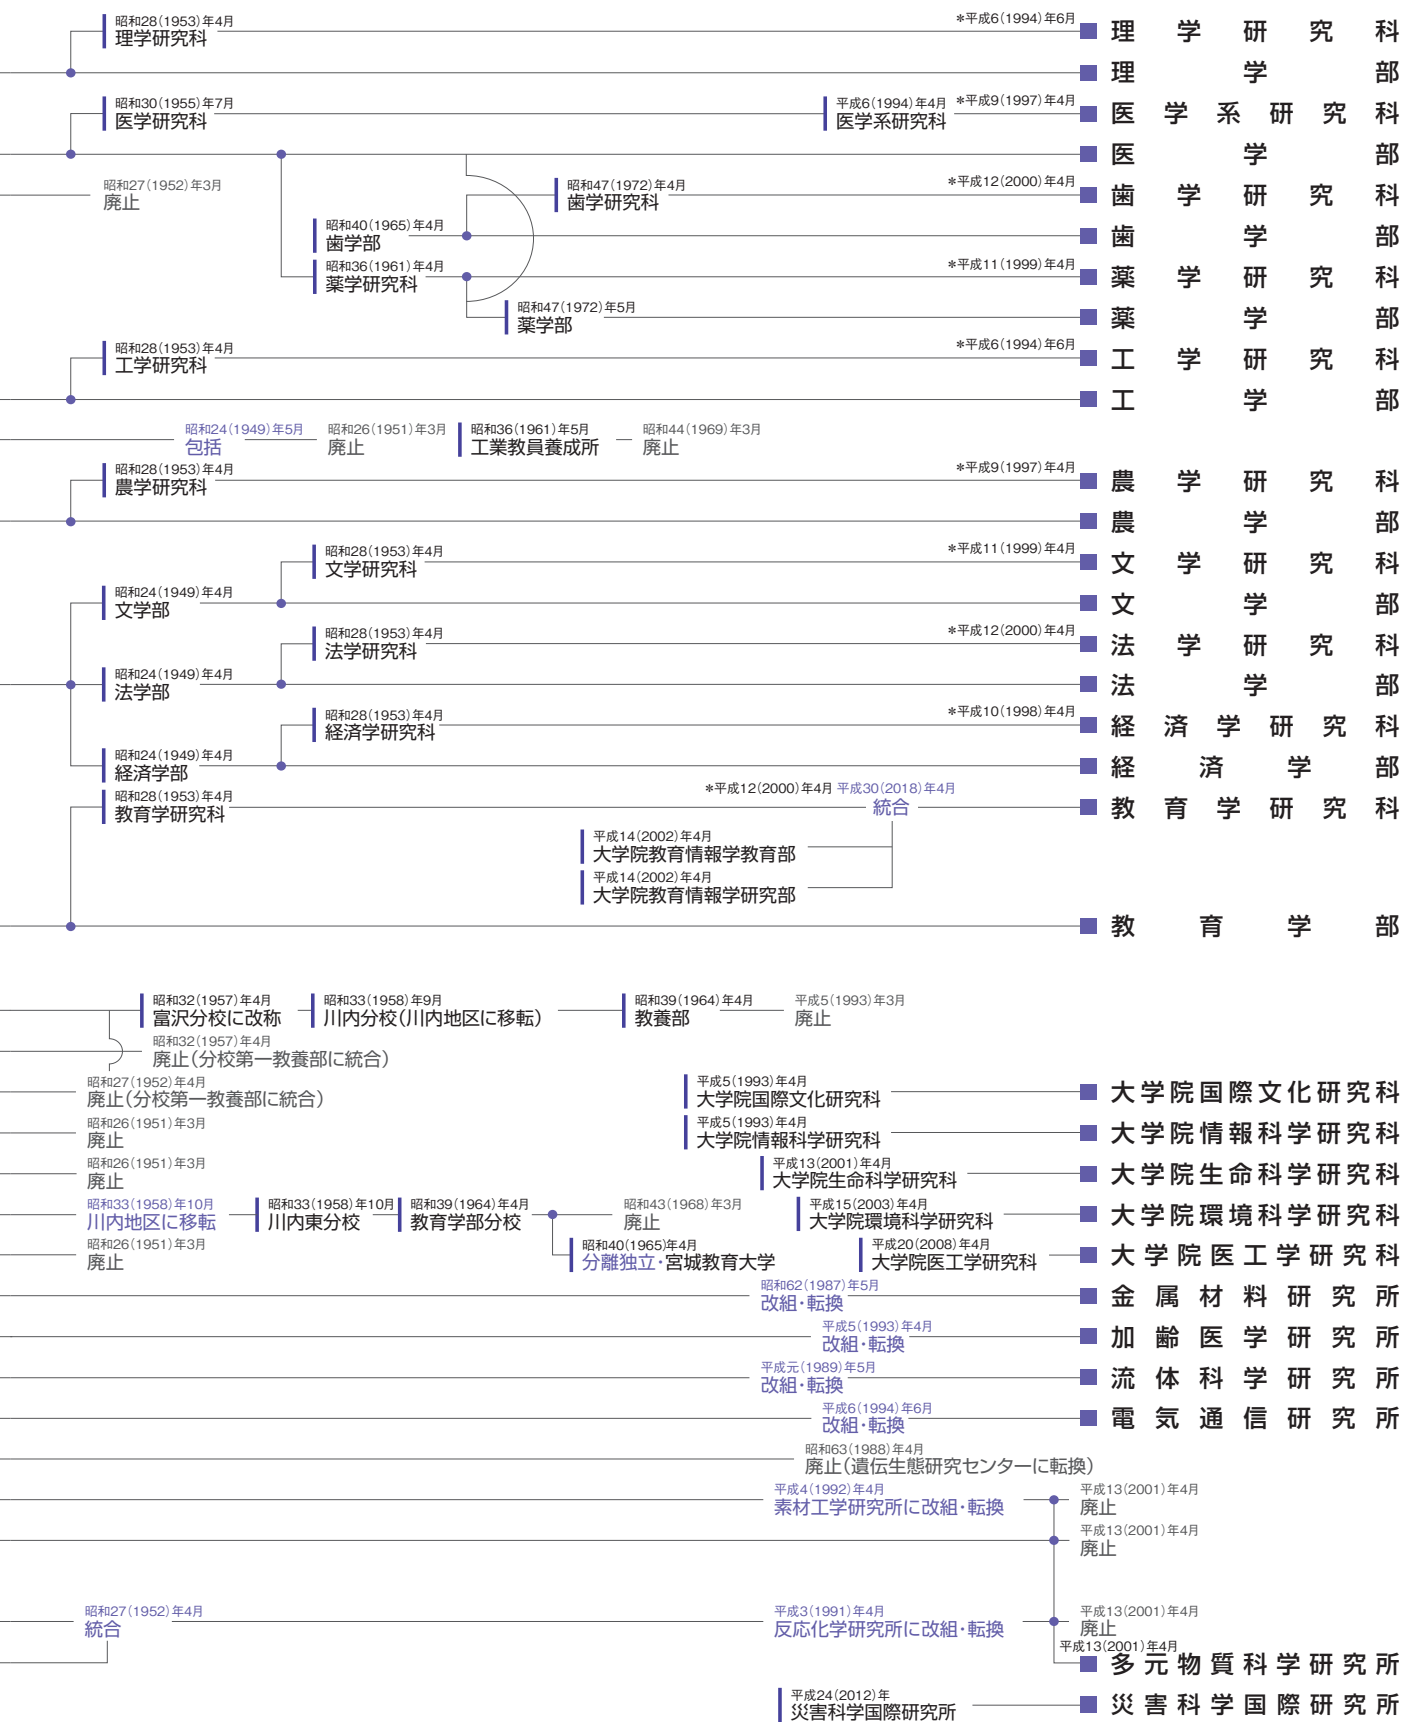 昭和28(1953)年4月
理学研究科
＊平成6(1994)年6月
理学研究科
理学部
昭和30(1955)年7月
医学研究科
平成6(1994)年4月
医学系研究科
＊平成9(1997)年4月
医学系研究科
医学部
昭和27(1952)年3月
廃止
昭和47(1972)年4月
歯学研究科
＊平成12(2000)年4月
歯学研究科
昭和40(1965)年4月
歯学部
歯学部
昭和36(1961)年4月
薬学研究科
＊平成11(1999)年4月
薬学研究科
昭和47(1972)年5月
薬学部
薬学部
昭和28(1953)年4月
工学研究科
＊平成6(1994)年6月
工学研究科
工学部
昭和24(1949)年5月
包括
昭和26(1951)年3月
廃止
昭和36(1961)年5月
工業教員養成所
昭和44(1969)年3月
廃止
昭和28(1953)年4月
農学研究科
＊平成9(1997)年4月
農学研究科
農学部
昭和28(1953)年4月
文学研究科
＊平成11(1999)年4月
文学研究科
昭和24(1949)年4月
文学部
文学部
昭和28(1953)年4月
法学研究科
＊平成12(2000)年4月
法学研究科
昭和24(1949)年4月
法学部
法学部
昭和28(1953)年4月
経済学研究科
＊平成10(1998)年4月
経済学研究科
昭和24(1949)年4月
経済学部
経済学部
昭和28(1953)年4月
教育学研究科
＊平成12(2000)年4月 平成30(2018)年4月
統合
教育学研究科
平成14(2002)年4月
大学院教育情報学教育部
平成14(2002)年4月
大学院教育情報学研究部
教育学部
昭和32(1957)年4月
富沢分校に改称
昭和33(1958)年9月
川内分校(川内地区に移転)
昭和39(1964)年4月
教養部
平成5(1993)年3月
廃止
昭和32(1957)年4月
廃止(分校第一教養部に統合)
昭和27(1952)年4月
廃止(分校第一教養部に統合)
平成5(1993)年4月
大学院国際文化研究科
大学院国際文化研究科
昭和26(1951)年3月
廃止
平成5(1993)年4月
大学院情報科学研究科
大学院情報科学研究科
昭和26(1951)年3月
廃止
平成13(2001)年4月
大学院生命科学研究科
大学院生命科学研究科
昭和33(1958)年10月
川内地区に移転
昭和33(1958)年10月
川内東分校
昭和39(1964)年4月
教育学部分校
昭和43(1968)年3月
廃止
平成15(2003)年4月
大学院環境科学研究科
大学院環境科学研究科
昭和26(1951)年3月
廃止
昭和40(1965)年4月
分離独立・宮城教育大学
平成20(2008)年4月
大学院医工学研究科
大学院医工学研究科
昭和62(1987)年5月
改組・転換
金属材料研究所
平成5(1993)年4月
改組・転換
加齢医学研究所
平成元(1989)年5月
改組・転換
流体科学研究所
平成6(1994)年6月
改組・転換
電気通信研究所
昭和63(1988)年4月
廃止(遺伝生態研究センターに転換)
平成4(1992)年4月
素材工学研究所に改組・転換
平成13(2001)年4月
廃止
平成13(2001)年4月
廃止
昭和27(1952)年4月
統合
平成3(1991)年4月
反応化学研究所に改組・転換
平成13(2001)年4月
廃止
平成13(2001)年4月
多元物質科学研究所
平成24(2012)年
災害科学国際研究所
災害科学国際研究所